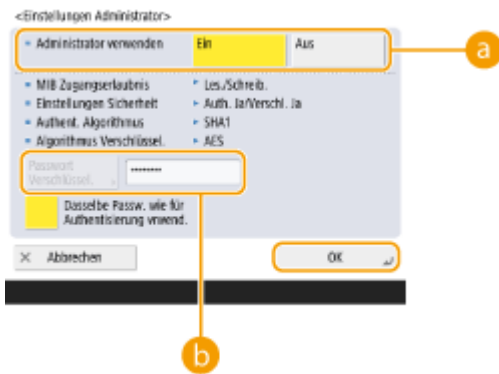 <Einstellungen Administrator>
Administrator verwenden Ein Aus
a
MIB Zugangserlaubnis Les./Schreib.
Einstellungen Sicherheit Auth. Ja/Verschl. Ja
Authent. Algorithmus SHA1
Algorithmus Verschlüssel. AES
Passwort
Verschlüssel. ********
Dasselbe Passw. wie für
Authentisierung vrwend.
× Abbrechen OK
b